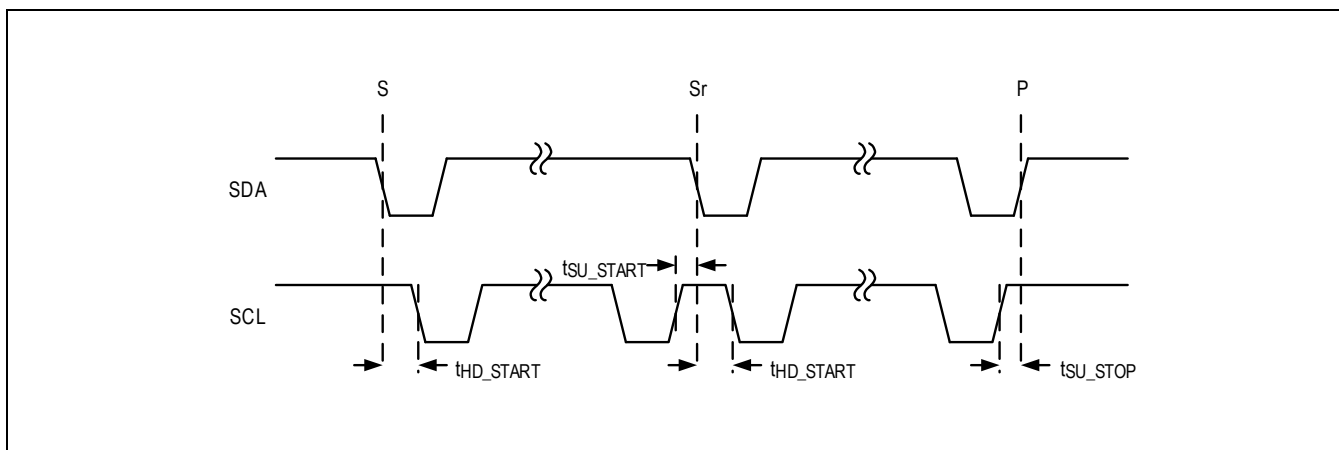 S Sr P
SDA
tSU_START
SCL
tHD_START tHD_START tSU_STOP